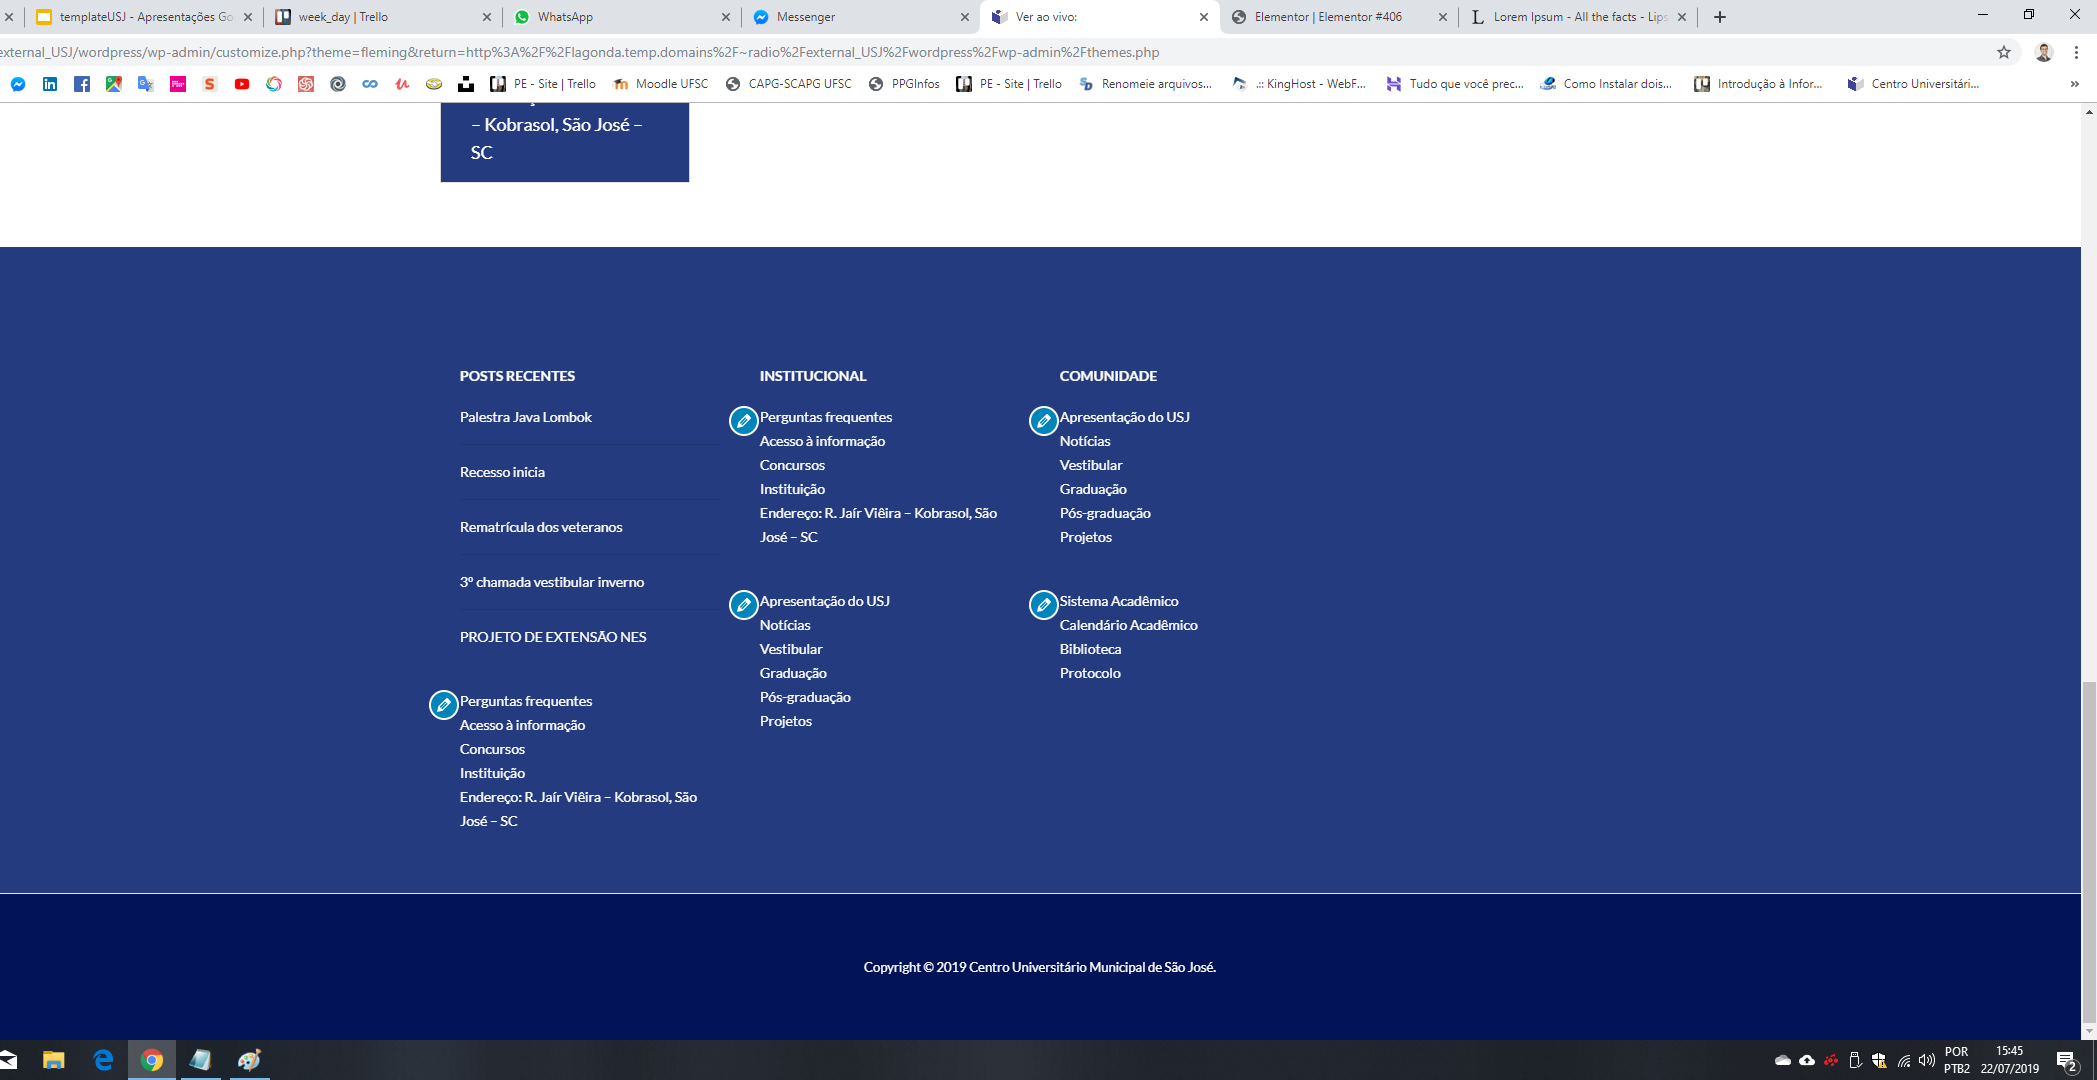 templateUSJ - Apresentações Go
week_day | Trello
WhatsApp
Messenger
Ver ao vivo:
Elementor | Elementor #406
Lorem Ipsum - All the facts - Lips
external_USJ/wordpress/wp-admin/customize.php?theme=fleming&return=http%3A%2F%2Flagonda.temp.domains%2F~radio%2Fexternal_USJ%2Fwordpress%2Fwp-admin%2Fthemes.php
PE - Site | Trello
Moodle UFSC
CAPG-SCAPG UFSC
PPGInfos
PE - Site | Trello
Renomeie arquivos...
.:: KingHost - WebF...
Tudo que você prec...
Como Instalar dois...
Introdução à Infor...
Centro Universitári...
– Kobrasol, São José –
SC
POSTS RECENTES
Palestra Java Lombok
Recesso inicia
Rematrícula dos veteranos
3º chamada vestibular inverno
PROJETO DE EXTENSÃO NES
Perguntas frequentes
Acesso à informação
Concursos
Instituição
Endereço: R. Jaír Viêira – Kobrasol, São
José – SC
INSTITUCIONAL
Perguntas frequentes
Acesso à informação
Concursos
Instituição
Endereço: R. Jaír Viêira – Kobrasol, São
José – SC
Apresentação do USJ
Notícias
Vestibular
Graduação
Pós-graduação
Projetos
COMUNIDADE
Apresentação do USJ
Notícias
Vestibular
Graduação
Pós-graduação
Projetos
Sistema Acadêmico
Calendário Acadêmico
Biblioteca
Protocolo
Copyright © 2019 Centro Universitário Municipal de São José.
POR
PTB2
15:45
22/07/2019
2